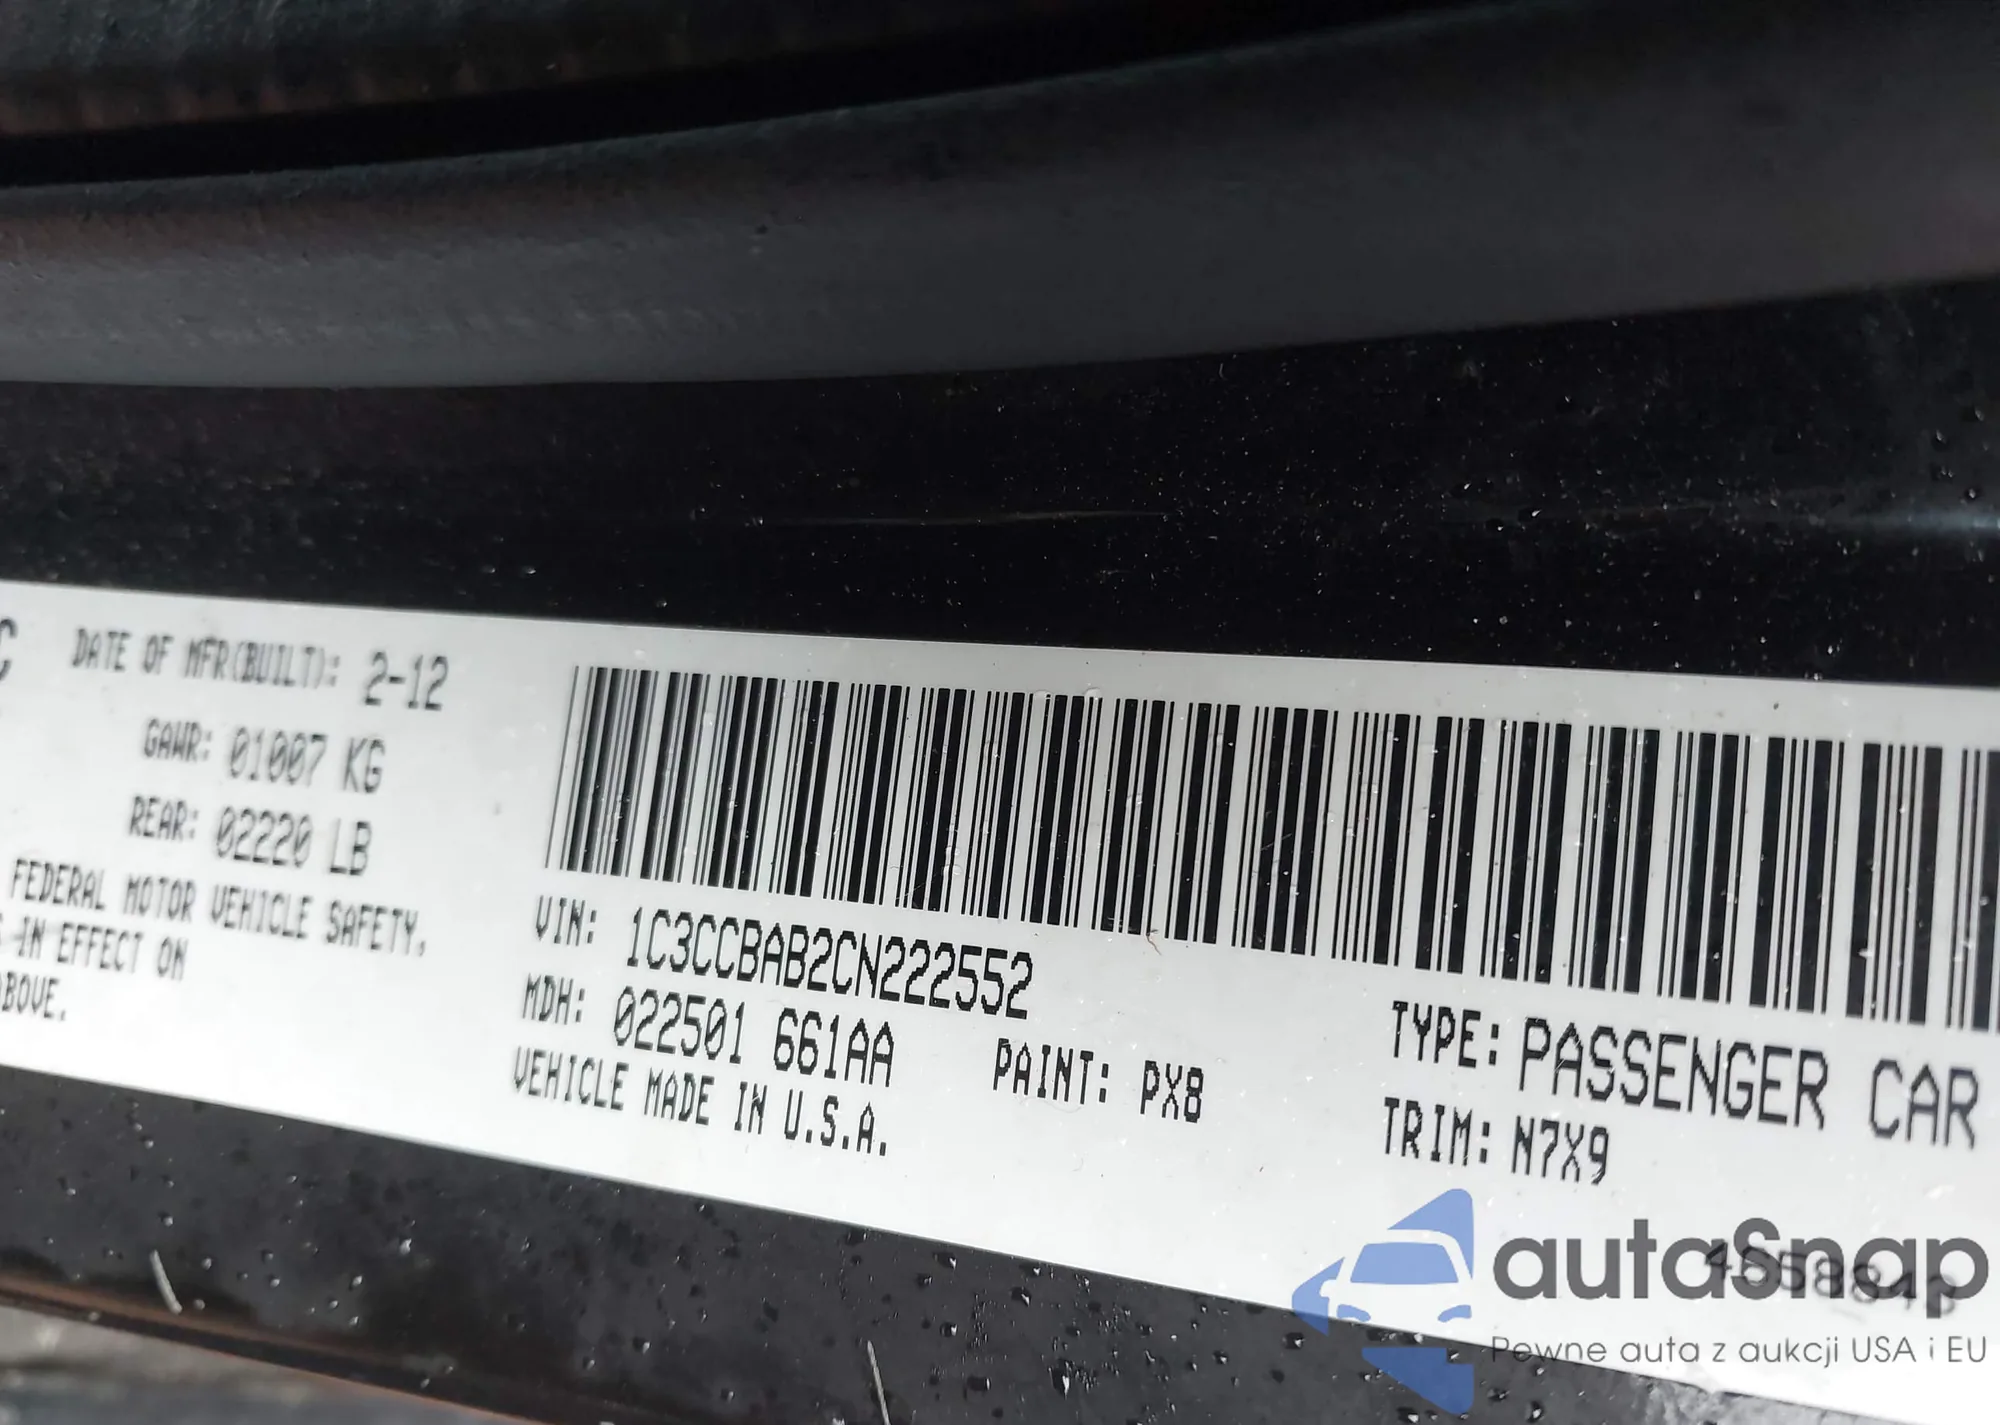 C DATE OF MFR(BUILT): 2-12
GAWR: 01007 KG
REAR: 02220 LB
FEDERAL MOTOR VEHICLE SAFETY,
S IN EFFECT ON
ABOVE.
VIN: 1C3CCBAB2CN222552
MDH: 022501 661AA
PAINT: PX8
VEHICLE MADE IN U.S.A.
TYPE: PASSENGER CAR
TRIM: N7X9
autaSnap
Pewne auta z aukcji USA i EU